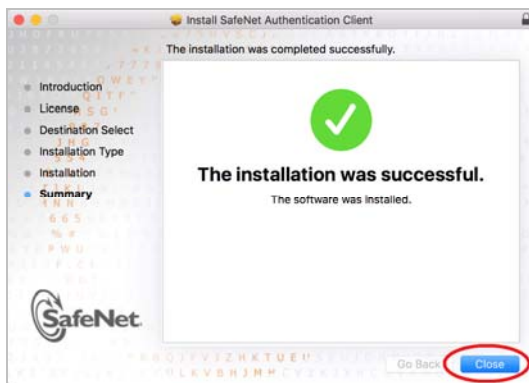 Install SafeNet Authentication Client
The installation was completed successfully.
Introduction
License
Destination Select
Installation Type
Installation
Summary
The installation was successful.
The software was installed.
SafeNet.
Go Back
Close